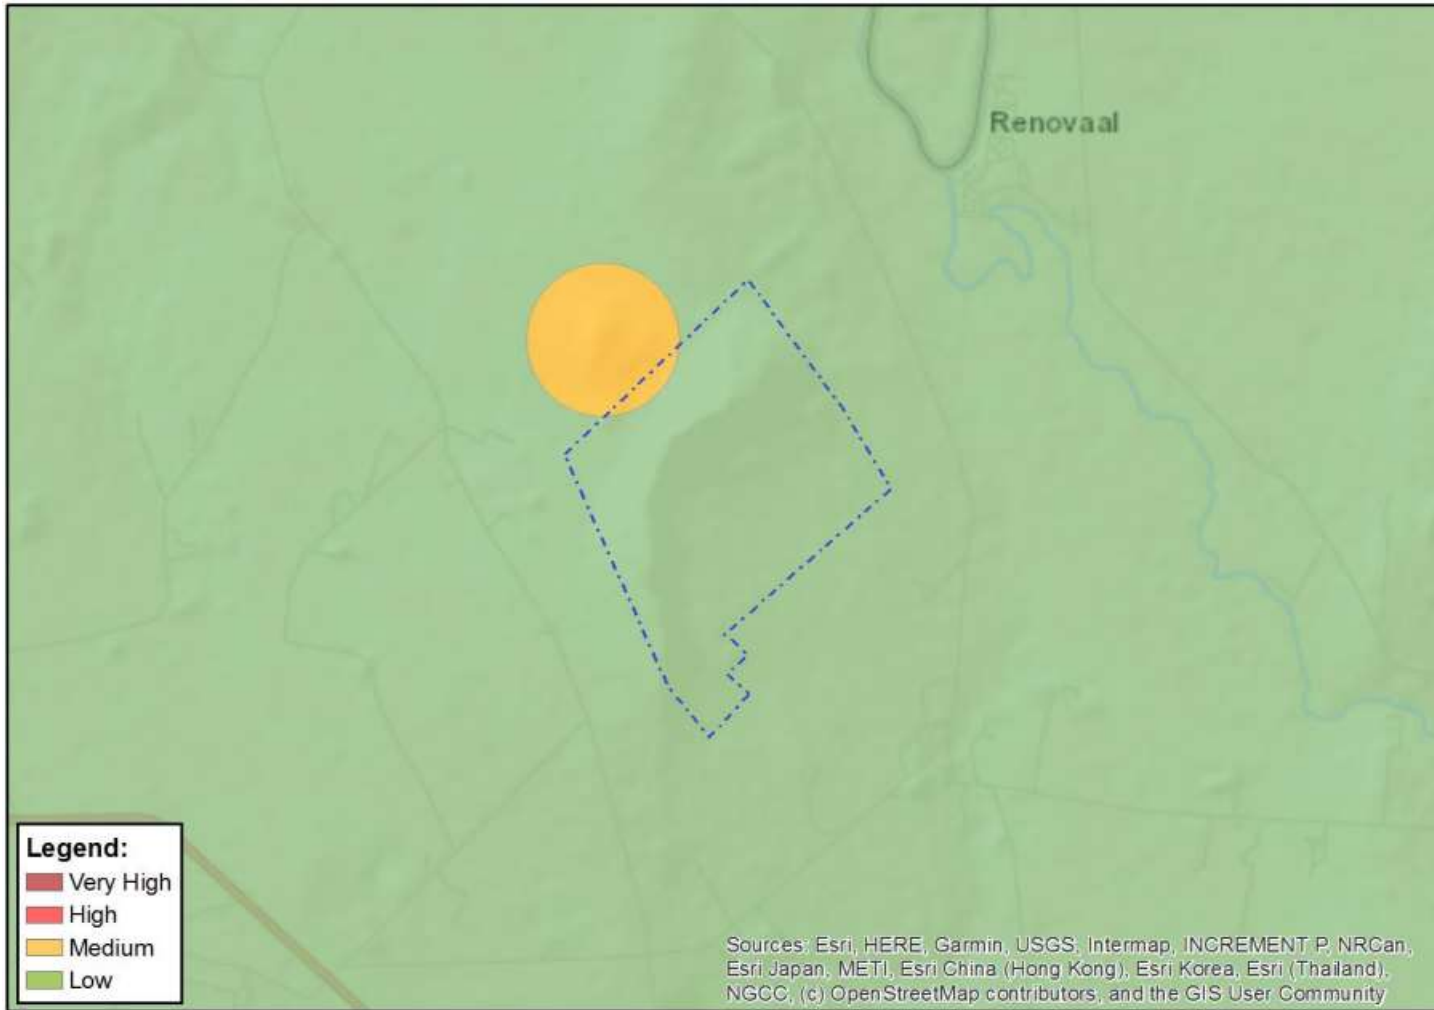 Renovaal
Legend:
Very High
High
Medium
Low
Sources: Esri, HERE, Garmin, USGS, Intermap, INCREMENT P, NRCan,
Esri Japan, METI, Esri China (Hong Kong), Esri Korea, Esri (Thailand),
NGCC, (c) OpenStreetMap contributors, and the GIS User Community